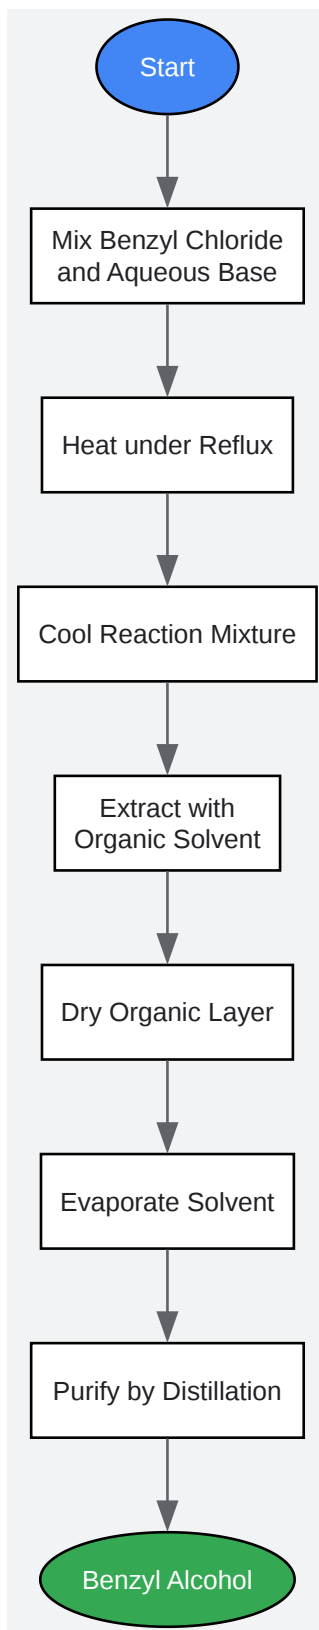 Start
Mix Benzyl Chloride
and Aqueous Base
Heat under Reflux
Cool Reaction Mixture
Extract with
Organic Solvent
Dry Organic Layer
Evaporate Solvent
Purify by Distillation
Benzyl Alcohol